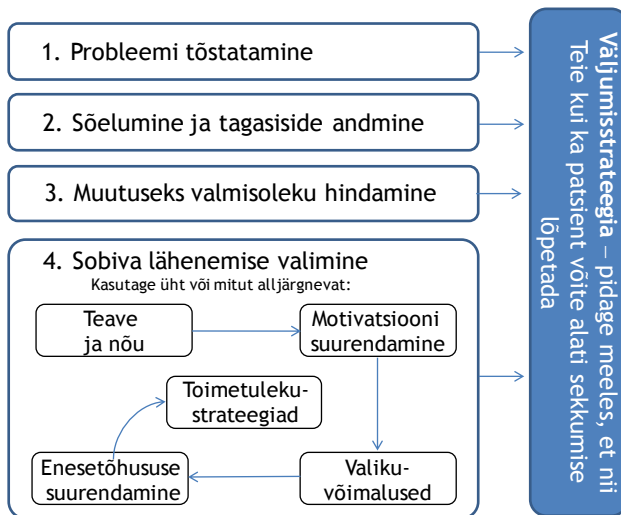 1. Probleemi tõstatamine
2. Sõelumine ja tagasiside andmine
3. Muutuseks valmisoleku hindamine
4. Sobiva lähenemise valimine
Kasutage üht või mitut alljärgnevat:
Teave
ja nõu
Motivatsiooni
suurendamine
Toimetuleku-
strateegiad
Enesetõhususe
suurendamine
Valiku-
võimalused
Väljumisstrateegia – pidage meeles, et nii
Teie kui ka patsient võite alati sekkumise
lõpetada